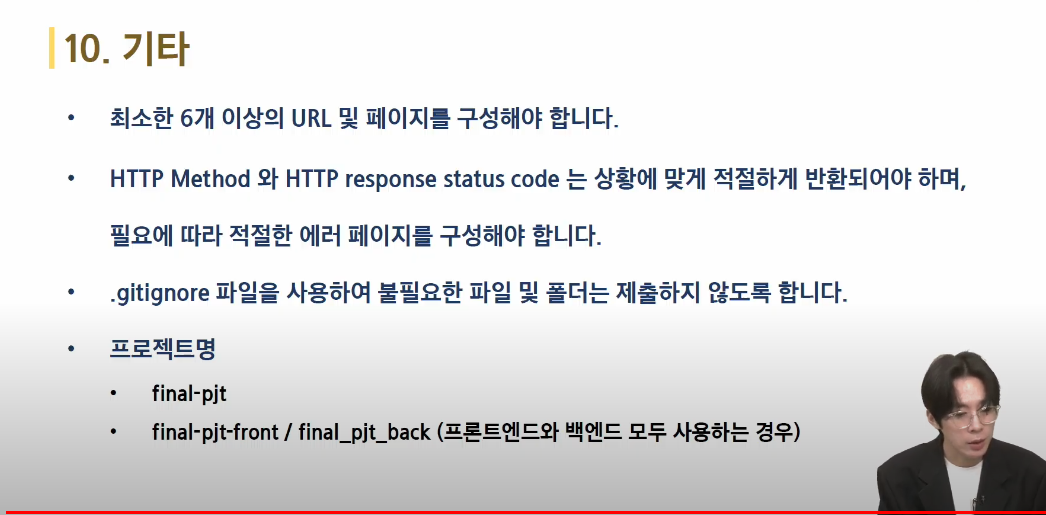 10. 기타
• 최소한 6개 이상의 URL 및 페이지를 구성해야 합니다.
• HTTP Method 와 HTTP response status code 는 상황에 맞게 적절하게 반환되어야 하며,
필요에 따라 적절한 에러 페이지를 구성해야 합니다.
• .gitignore 파일을 사용하여 불필요한 파일 및 폴더는 제출하지 않도록 합니다.
• 프로젝트명
• final-pjt
• final-pjt-front / final_pjt_back (프론트엔드와 백엔드 모두 사용하는 경우)